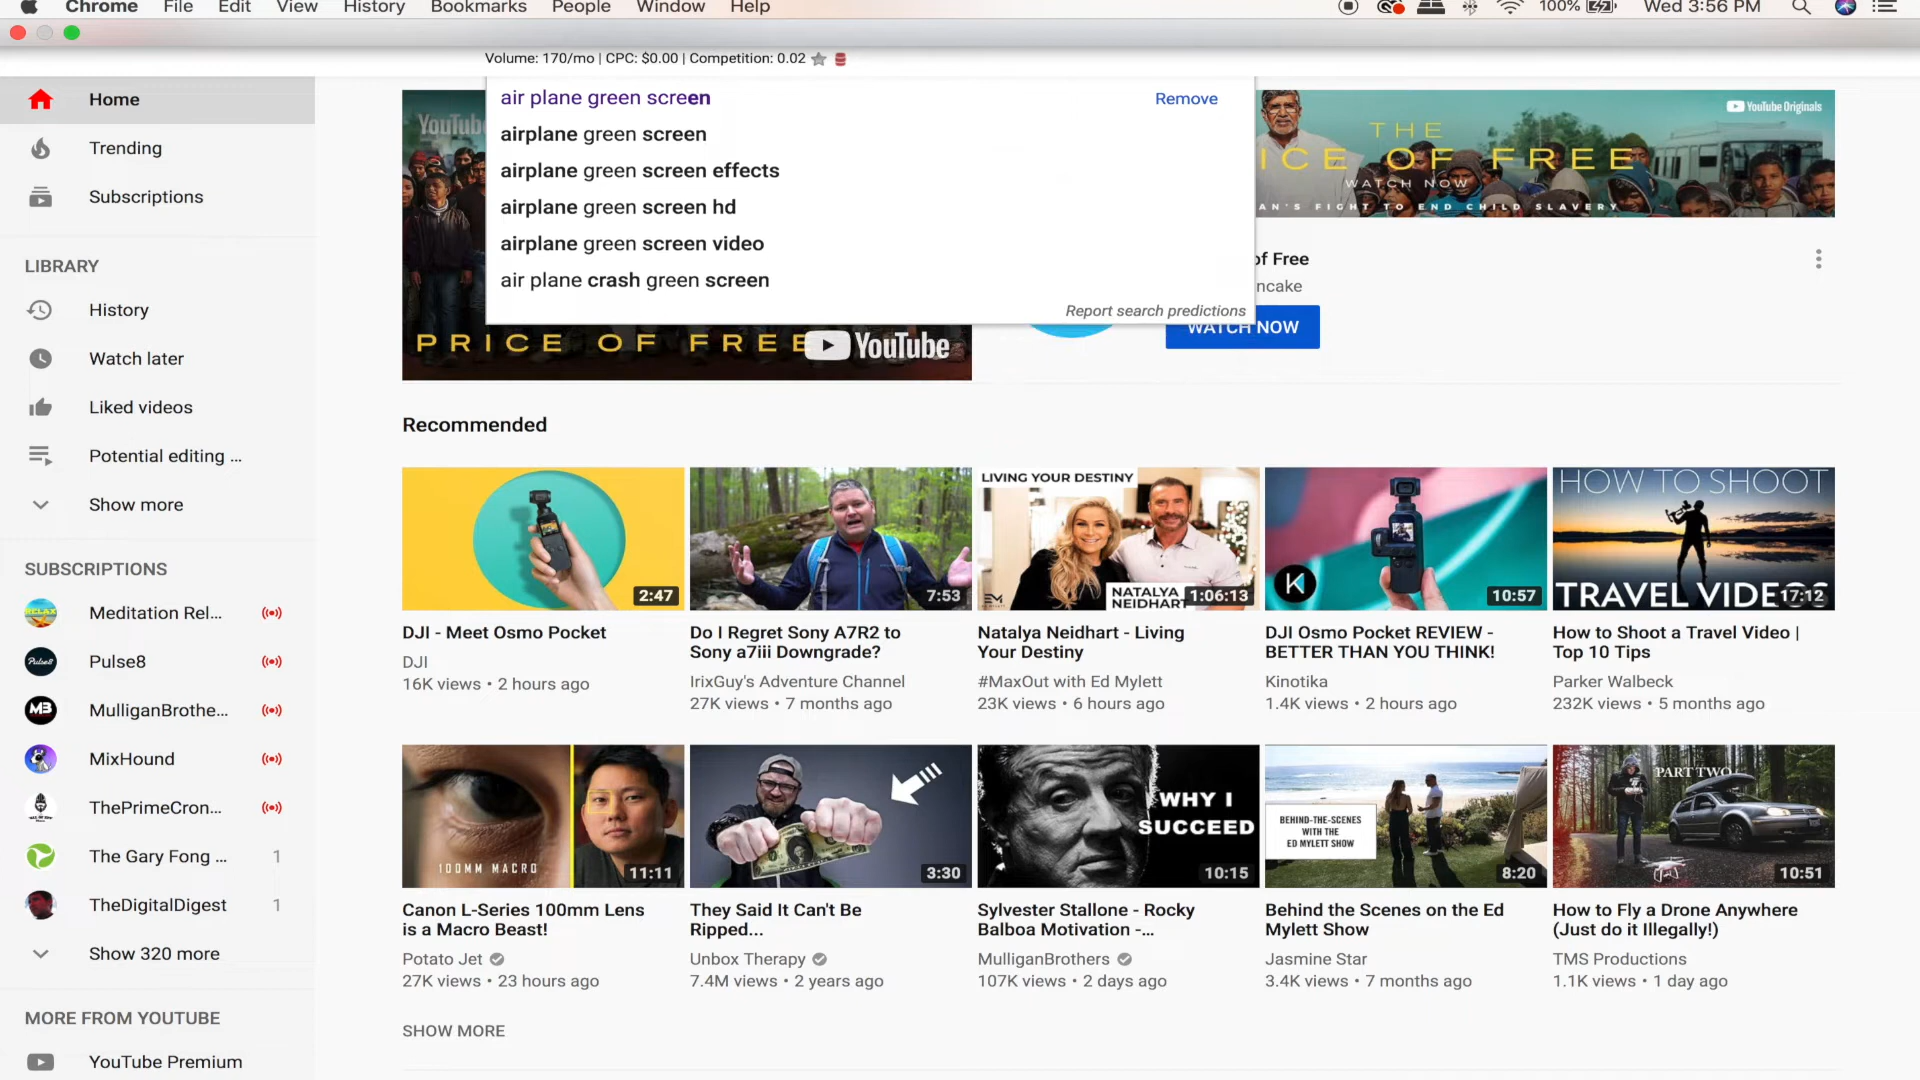 Chrome File Edit View History Bookmarks People Window Help 100% Wed 3:56 PM
Volume: 170/mo | CPC: $0.00 | Competition: 0.02
Home
Trending
Subscriptions
LIBRARY
History
Watch later
Liked videos
Potential editing ...
Show more
SUBSCRIPTIONS
Meditation Rel...
Pulse8
MulliganBrothe...
MixHound
ThePrimeCron...
The Gary Fong ... 1
TheDigitalDigest 1
Show 320 more
MORE FROM YOUTUBE
YouTube Premium
air plane green screen Remove
airplane green screen
airplane green screen effects
airplane green screen hd
airplane green screen video
air plane crash green screen
Report search predictions
YouTube
PRICE OF FREE
YouTube
YouTube Originals
THE
ICE OF FREE
WATCH NOW
AN'S FIGHT TO END CHILD SLAVERY
of Free
ncake
WATCH NOW
Recommended
2:47
DJI - Meet Osmo Pocket
DJI
16K views • 2 hours ago
7:53
Do I Regret Sony A7R2 to
Sony a7iii Downgrade?
IrixGuy's Adventure Channel
27K views • 7 months ago
LIVING YOUR DESTINY
EM
NATALYA
NEIDHART
1:06:13
Natalya Neidhart - Living
Your Destiny
#MaxOut with Ed Mylett
23K views • 6 hours ago
K
10:57
DJI Osmo Pocket REVIEW -
BETTER THAN YOU THINK!
Kinotika
1.4K views • 2 hours ago
HOW TO SHOOT
TRAVEL VIDEOS
17:12
How to Shoot a Travel Video |
Top 10 Tips
Parker Walbeck
232K views • 5 months ago
100MM MACRO
11:11
Canon L-Series 100mm Lens
is a Macro Beast!
Potato Jet
27K views • 23 hours ago
3:30
They Said It Can't Be
Ripped...
Unbox Therapy
7.4M views • 2 years ago
WHY I
SUCCEED
10:15
Sylvester Stallone - Rocky
Balboa Motivation -...
MulliganBrothers
107K views • 2 days ago
BEHIND-THE-SCENES
WITH THE
ED MYLETT SHOW
8:20
Behind the Scenes on the Ed
Mylett Show
Jasmine Star
3.4K views • 7 months ago
PART TWO
10:51
How to Fly a Drone Anywhere
(Just do it Illegally!)
TMS Productions
1.1K views • 1 day ago
SHOW MORE